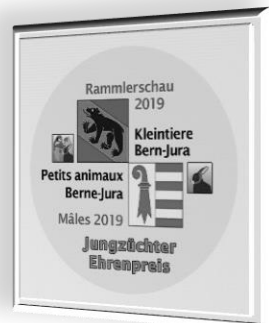 Rammlerschau
2019
Kleintiere
Bern-Jura
Petits animaux
Berne-Jura
Mâles 2019
Jungzüchter
Ehrenpreis